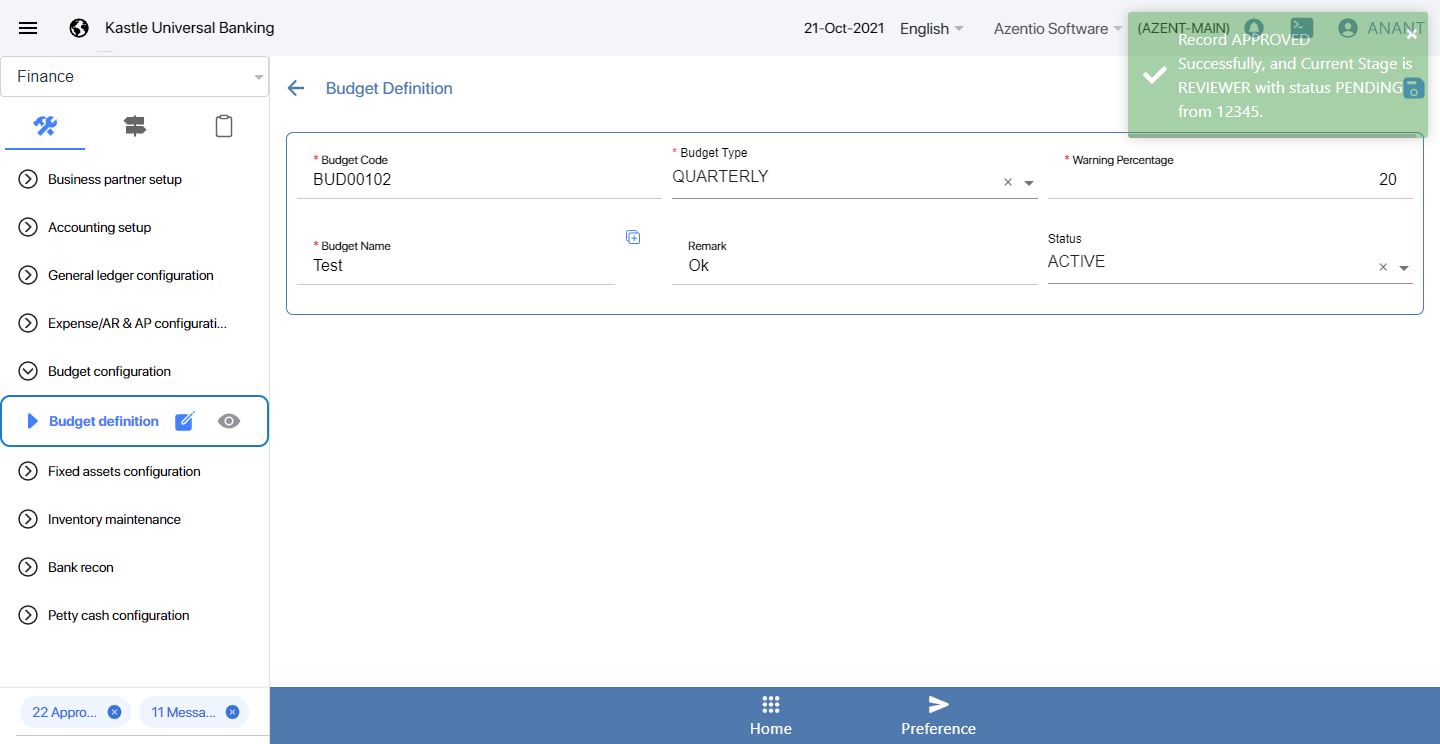 Kastle Universal Banking
21-Oct-2021
English
Azentio Software
(AZENT-MAIN)
ANANT
Record APPROVED
Successfully, and Current Stage is
REVIEWER with status PENDING
from 12345.
Finance
Budget Definition
Business partner setup
Accounting setup
General ledger configuration
Expense/AR & AP configurati...
Budget configuration
Budget definition
Fixed assets configuration
Inventory maintenance
Bank recon
Petty cash configuration
* Budget Code
BUD00102
* Budget Type
QUARTERLY
* Warning Percentage
20
* Budget Name
Test
Remark
Ok
Status
ACTIVE
22 Appro...
11 Messa...
Home
Preference